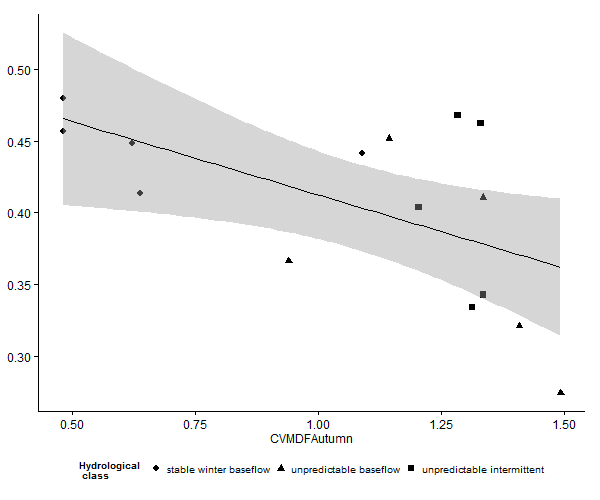 0.50
0.45
0.40
0.35
0.30
0.50 0.75 1.00 1.25 1.50
CVMDFAutumn
Hydrological
class
stable winter baseflow unpredictable baseflow unpredictable intermittent